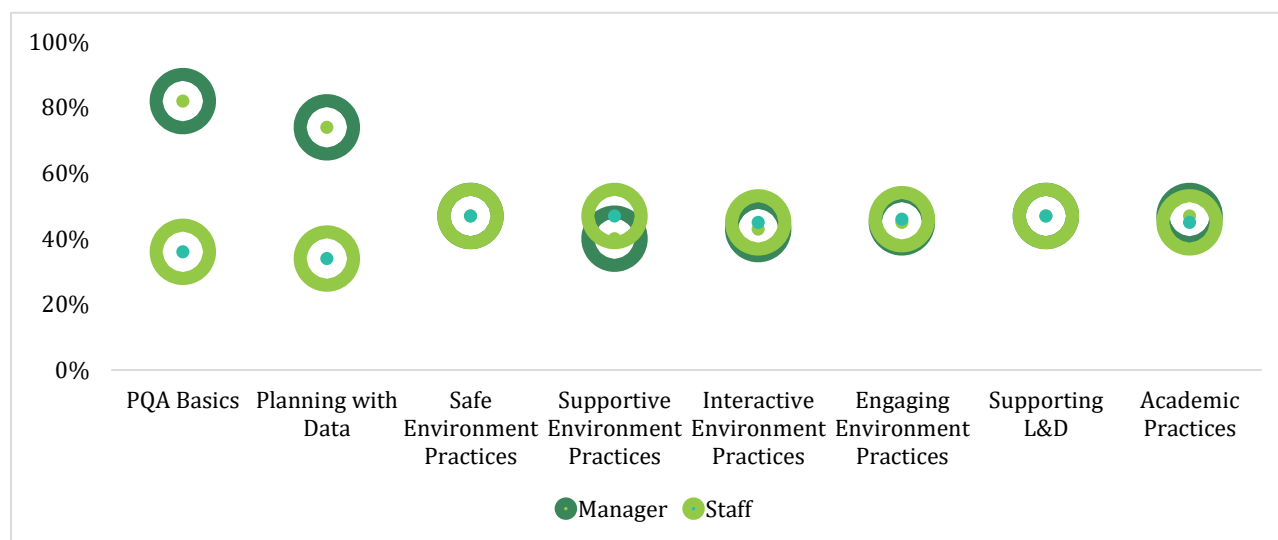 100%
80%
60%
40%
20%
0%
PQA Basics
Planning with
Data
Safe
Environment
Practices
Supportive
Environment
Practices
Interactive
Environment
Practices
Engaging
Environment
Practices
Supporting
L&D
Academic
Practices
Manager
Staff